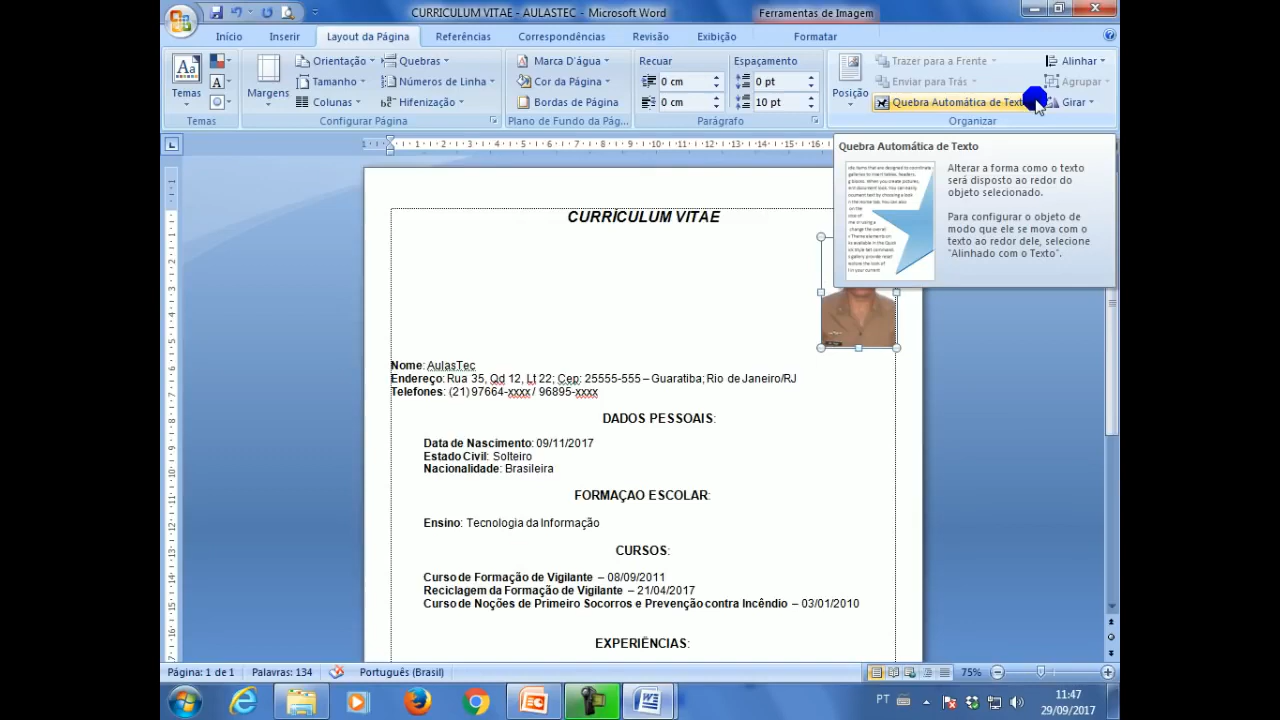 CURRICULUM VITAE - AULASTEC - Microsoft Word
Ferramentas de Imagem
Início Inserir Layout da Página Referências Correspondências Revisão Exibição Formatar
Temas
Temas
Margens
Orientação
Tamanho
Colunas
Quebras
Números de Linha
Hifenização
Configurar Página
Marca D'água
Cor da Página
Bordas de Página
Plano de Fundo da Pág...
Recuar
0 cm
0 cm
Espaçamento
0 pt
10 pt
Parágrafo
Posição
Trazer para a Frente
Enviar para Trás
Quebra Automática de Text
Alinhar
Agrupar
Girar
Organizar
Quebra Automática de Texto
Alterar a forma como o texto
será disposto ao redor do
objeto selecionado.
Para configurar o objeto de
modo que ele se mova com o
texto ao redor dele, selecione
"Alinhado com o Texto".
CURRÍCULUM VITAE
Nome: AulasTec
Endereço: Rua 35, Qd 12, Lt 22; Cep: 25555-555 – Guaratiba; Rio de Janeiro/RJ
Telefones: (21) 97664-xxxx / 96895-xxxx
DADOS PESSOAIS:
Data de Nascimento: 09/11/2017
Estado Civil: Solteiro
Nacionalidade: Brasileira
FORMAÇAO ESCOLAR:
Ensino: Tecnologia da Informação
CURSOS:
Curso de Formação de Vigilante – 08/09/2011
Reciclagem da Formação de Vigilante – 21/04/2017
Curso de Noções de Primeiro Socorros e Prevenção contra Incêndio – 03/01/2010
EXPERIÊNCIAS:
Página: 1 de 1 Palavras: 134 Português (Brasil) 75%
PT 11:47
29/09/2017